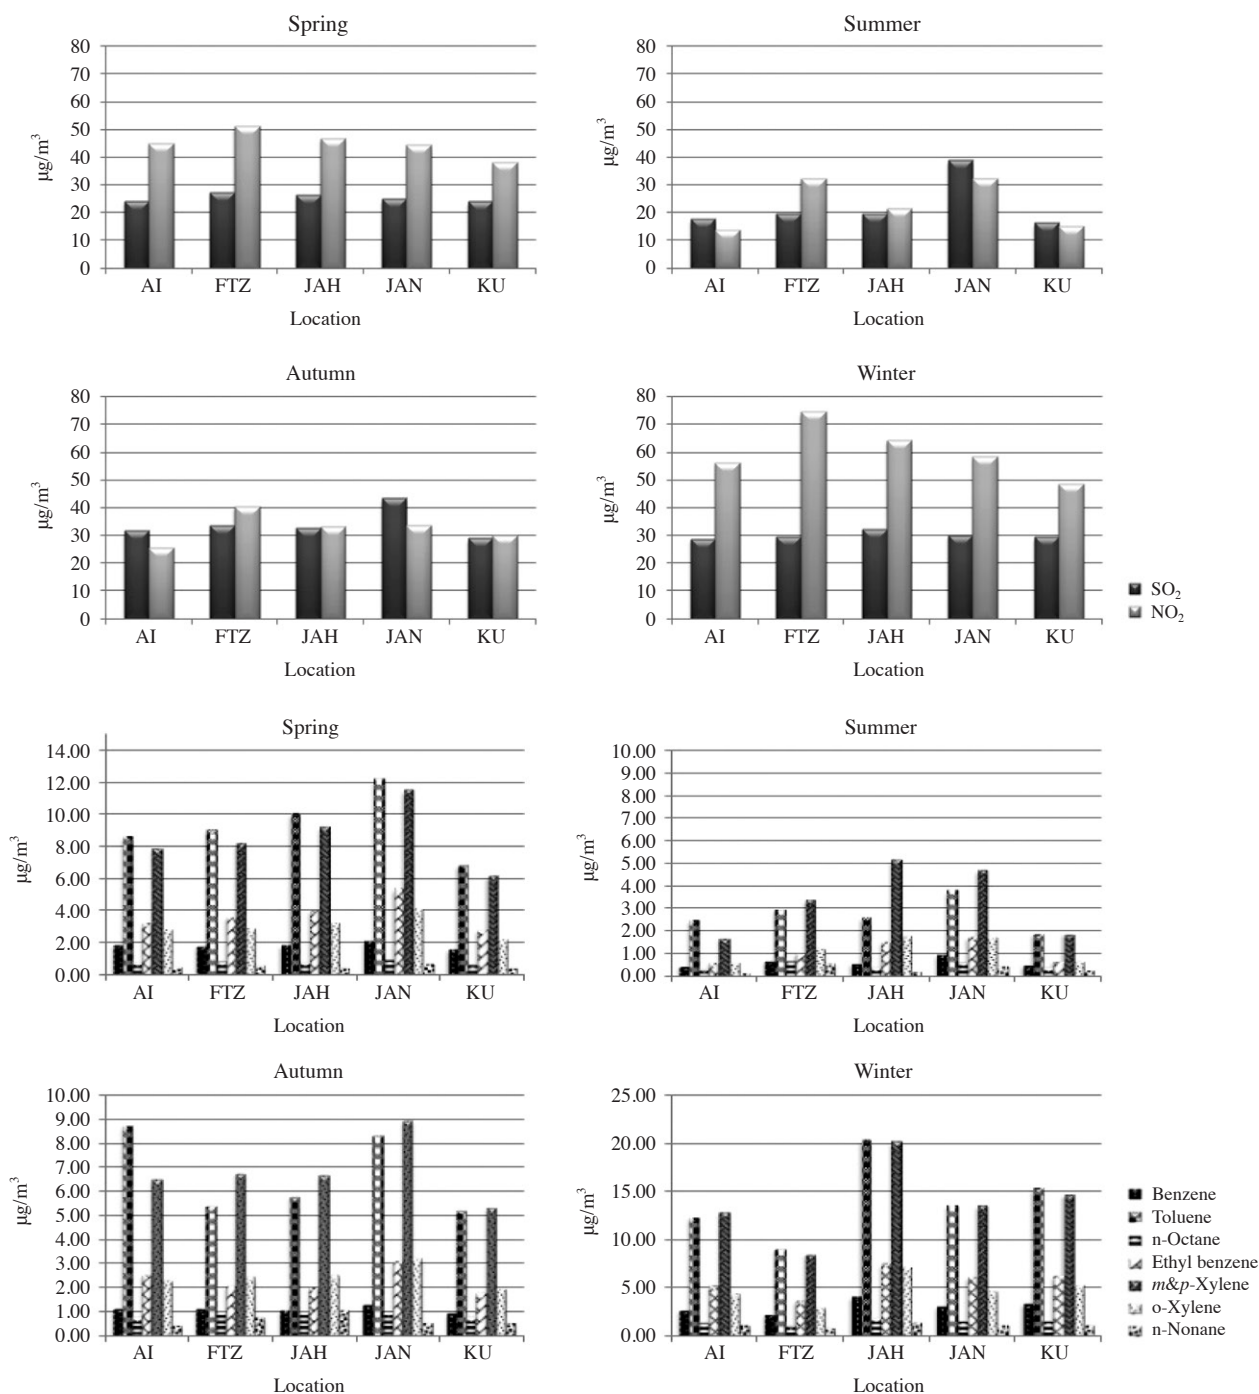 Spring
80
70
60
50
40
30
20
10
0
µg/m³
AI FTZ JAH JAN KU
Location
Summer
80
70
60
50
40
30
20
10
0
µg/m³
AI FTZ JAH JAN KU
Location
Autumn
80
70
60
50
40
30
20
10
0
µg/m³
AI FTZ JAH JAN KU
Location
Winter
80
70
60
50
40
30
20
10
0
µg/m³
AI FTZ JAH JAN KU
Location
SO₂
NO₂
Spring
14.00
12.00
10.00
8.00
6.00
4.00
2.00
0.00
µg/m³
AI FTZ JAH JAN KU
Location
Summer
10.00
9.00
8.00
7.00
6.00
5.00
4.00
3.00
2.00
1.00
0.00
µg/m³
AI FTZ JAH JAN KU
Location
Autumn
10.00
9.00
8.00
7.00
6.00
5.00
4.00
3.00
2.00
1.00
0.00
µg/m³
AI FTZ JAH JAN KU
Location
Winter
25.00
20.00
15.00
10.00
5.00
0.00
µg/m³
AI FTZ JAH JAN KU
Location
Benzene
Toluene
n-Octane
Ethyl benzene
m&p-Xylene
o-Xylene
n-Nonane